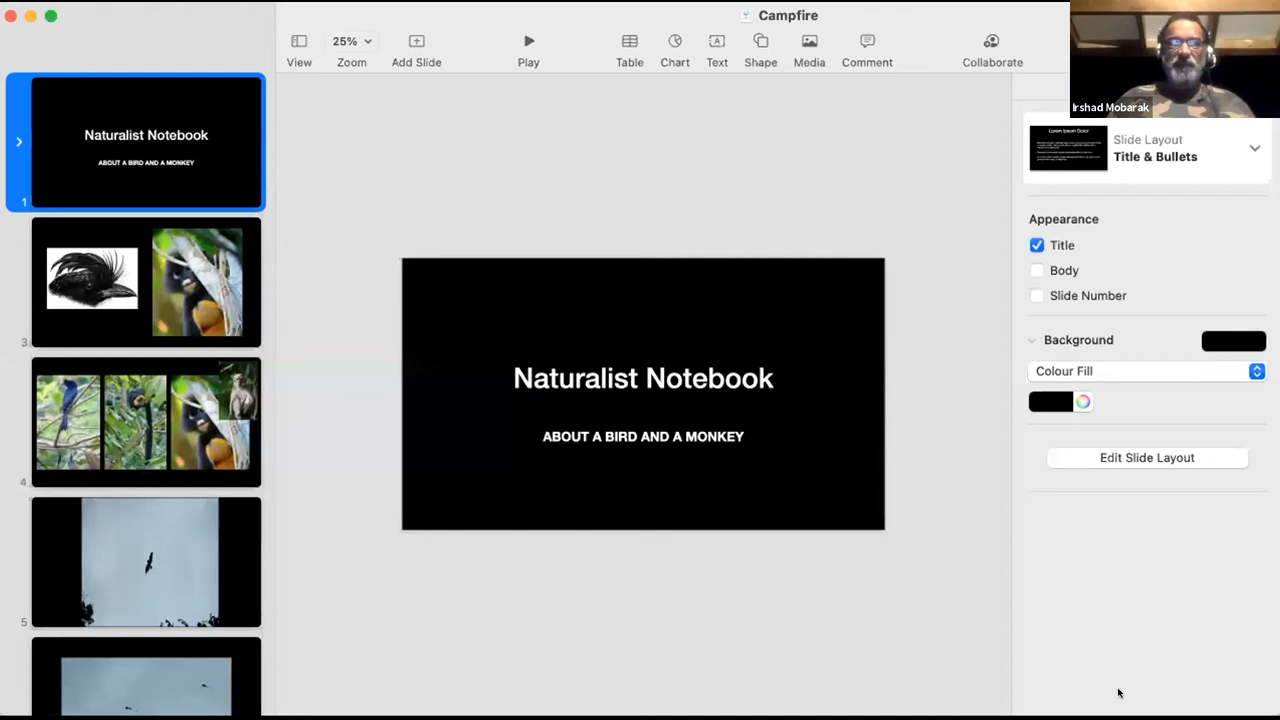 Campfire
25%
View
Zoom
Add Slide
Play
Table
Chart
Text
Shape
Media
Comment
Collaborate
Irshad Mobarak
Naturalist Notebook
ABOUT A BIRD AND A MONKEY
1
3
4
5
Naturalist Notebook
ABOUT A BIRD AND A MONKEY
Lorem Ipsum Dolor
Slide Layout
Title & Bullets
Appearance
Title
Body
Slide Number
Background
Colour Fill
Edit Slide Layout